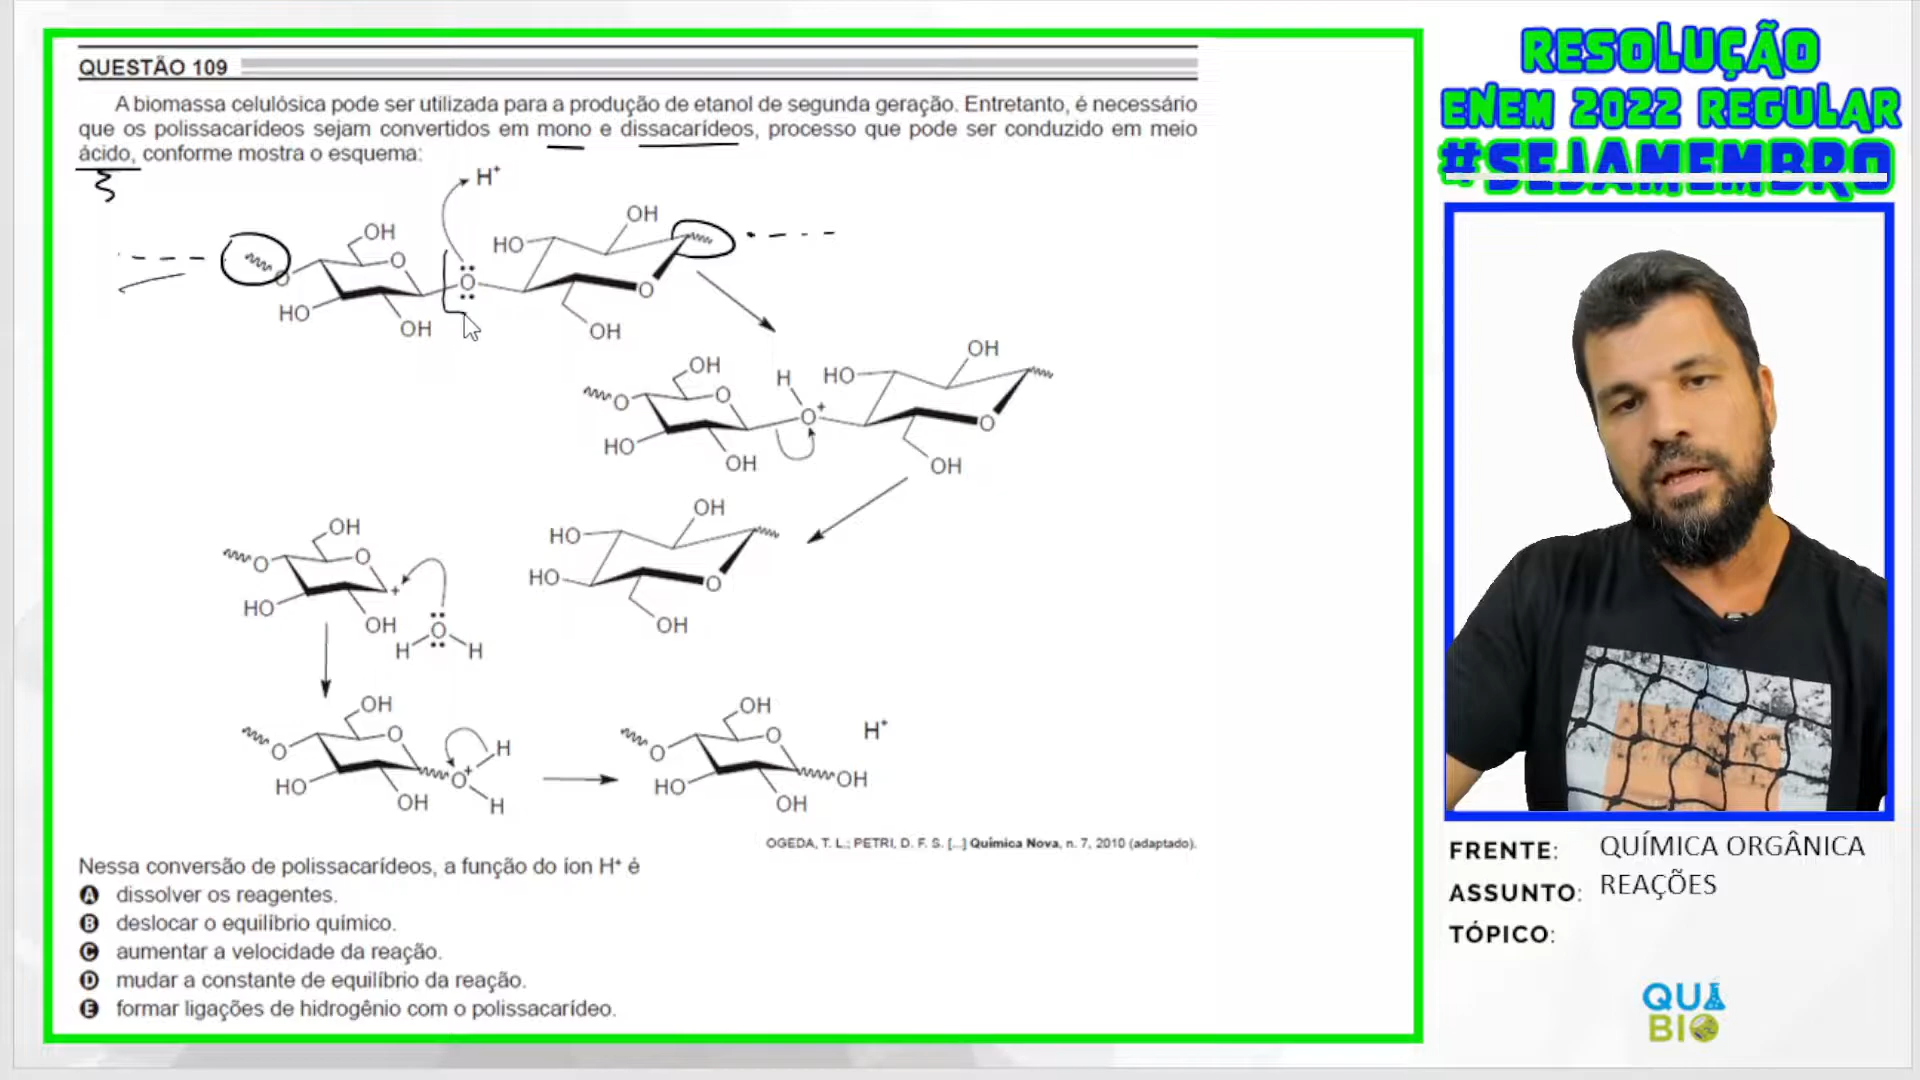 QUESTÃO 109
A biomassa celulósica pode ser utilizada para a produção de etanol de segunda geração. Entretanto, é necessário
que os polissacarídeos sejam convertidos em mono e dissacarídeos, processo que pode ser conduzido em meio
ácido, conforme mostra o esquema:
H⁺
OH
HO
OH
O
O
O
HO
OH
O
OH
OH
H
HO
OH
O
O
O⁺
O
HO
OH
OH
OH
HO
OH
O
O
+
HO
OH
H
O
H
OH
HO
HO
O
OH
OH
O
O
HO
OH
O⁺
H
H
OH
O
O
HO
OH
OH
H⁺
OGEDA, T. L.; PETRI, D. F. S. [...] Química Nova, n. 7, 2010 (adaptado).
Nessa conversão de polissacarídeos, a função do íon H⁺ é
A dissolver os reagentes.
B deslocar o equilíbrio químico.
C aumentar a velocidade da reação.
D mudar a constante de equilíbrio da reação.
E formar ligações de hidrogênio com o polissacarídeo.
RESOLUÇÃO
ENEM 2022 REGULAR
#SEJAMEMBRO
FRENTE: QUÍMICA ORGÂNICA
ASSUNTO: REAÇÕES
TÓPICO:
QUI
BIO